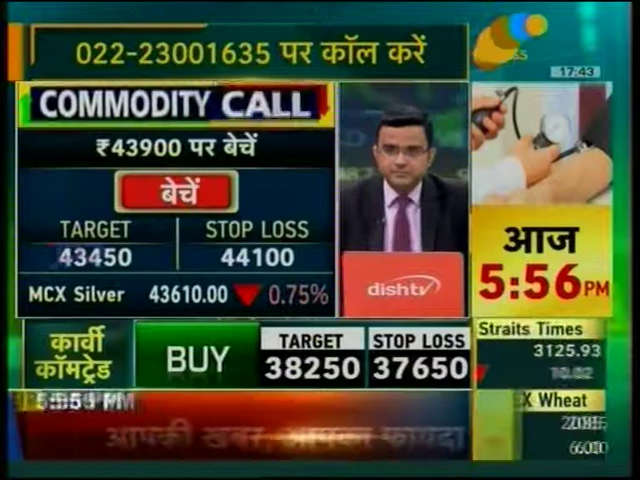 022-23001635 पर कॉल करें
17:43
COMMODITY CALL
₹43900 पर बेचें
बेचें
TARGET
STOP LOSS
43450
44100
MCX Silver 43610.00 0.75%
dishtv
आज
5:56 PM
कार्वी
कॉमट्रेड
BUY
TARGET
STOP LOSS
38250
37650
Straits Times
3125.93
Wheat
आपकी खबर, आपका फायदा